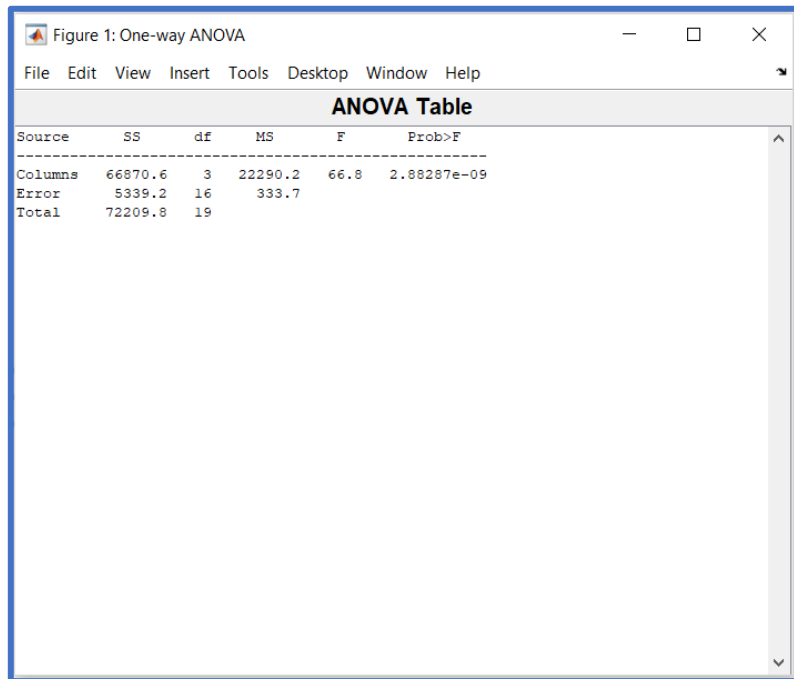 Figure 1: One-way ANOVA
File Edit View Insert Tools Desktop Window Help
ANOVA Table
Source SS df MS F Prob>F
---------------------------------------------------------
Columns 66870.6 3 22290.2 66.8 2.88287e-09
Error 5339.2 16 333.7
Total 72209.8 19